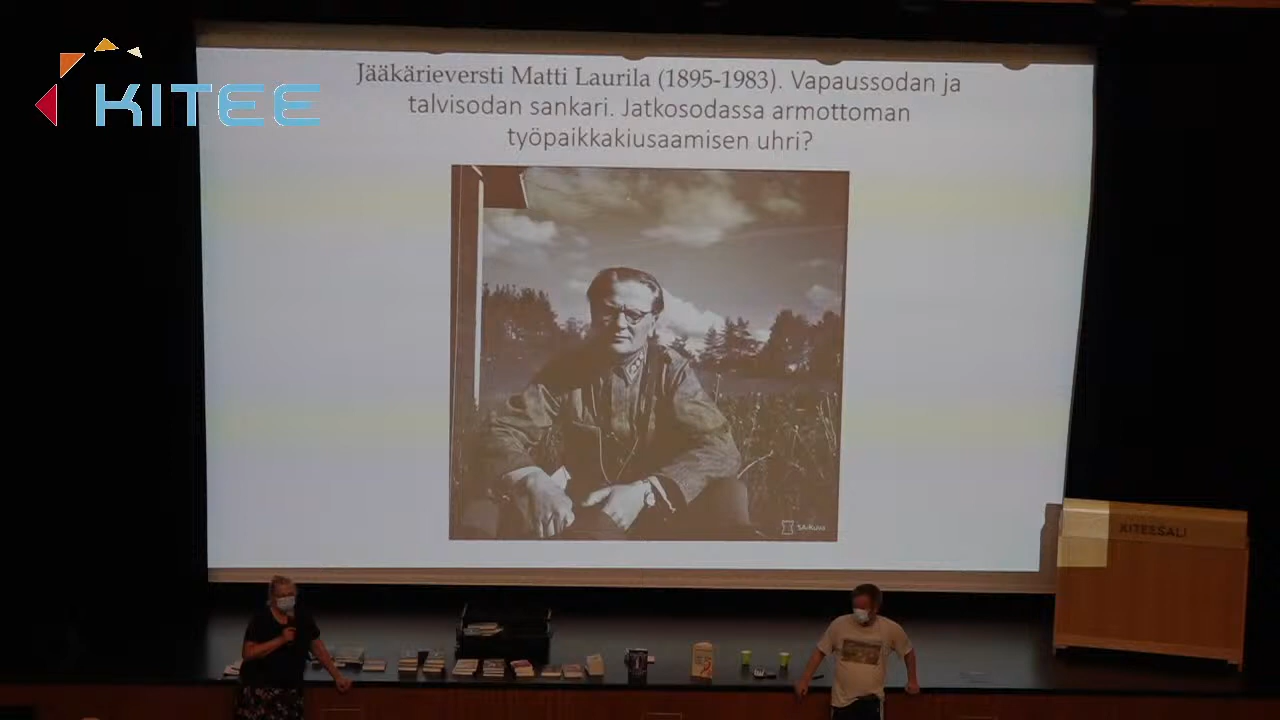 KITEE
Jääkärieversti Matti Laurila (1895-1983). Vapaussodan ja
talvisodan sankari. Jatkosodassa armottoman
työpaikkakiusaamisen uhri?
SA-kuva
KITEESALI